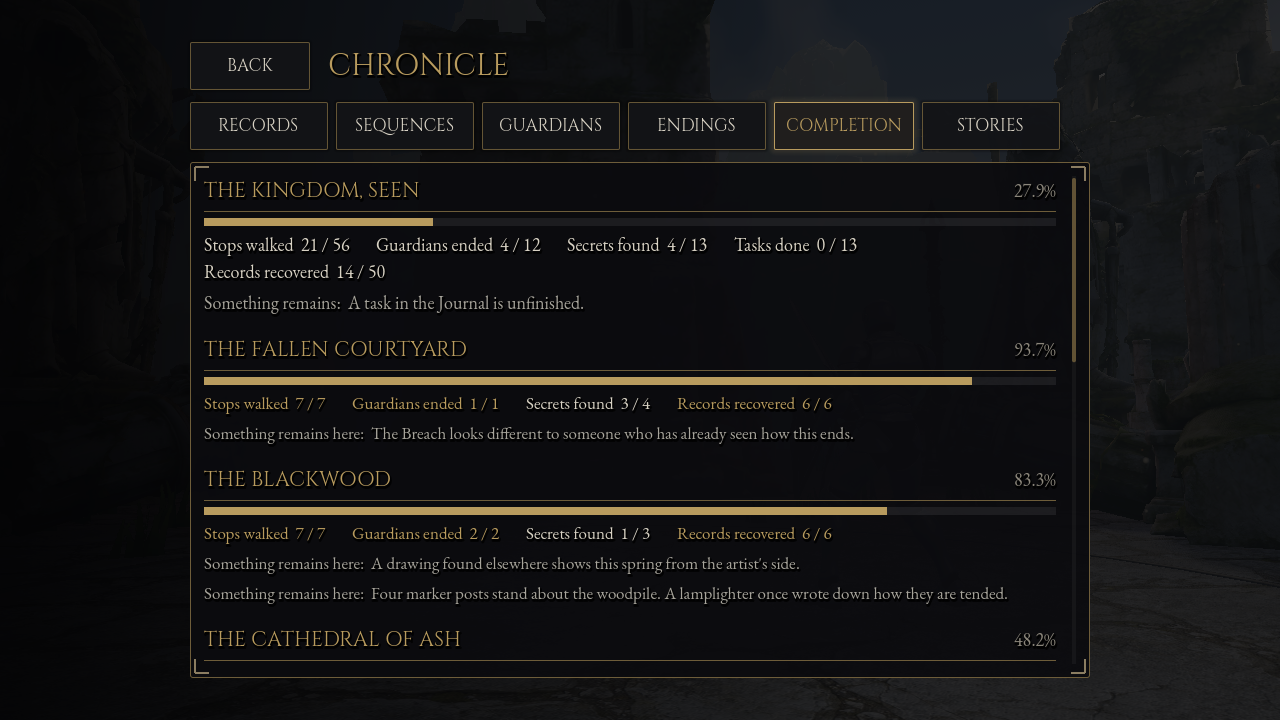 BACK
CHRONICLE
RECORDS
SEQUENCES
GUARDIANS
ENDINGS
COMPLETION
STORIES
THE KINGDOM, SEEN
27.9%
Stops walked 21 / 56 Guardians ended 4 / 12 Secrets found 4 / 13 Tasks done 0 / 13
Records recovered 14 / 50
Something remains: A task in the Journal is unfinished.
THE FALLEN COURTYARD
93.7%
Stops walked 7 / 7 Guardians ended 1 / 1 Secrets found 3 / 4 Records recovered 6 / 6
Something remains here: The Breach looks different to someone who has already seen how this ends.
THE BLACKWOOD
83.3%
Stops walked 7 / 7 Guardians ended 2 / 2 Secrets found 1 / 3 Records recovered 6 / 6
Something remains here: A drawing found elsewhere shows this spring from the artist's side.
Something remains here: Four marker posts stand about the woodpile. A lamplighter once wrote down how they are tended.
THE CATHEDRAL OF ASH
48.2%